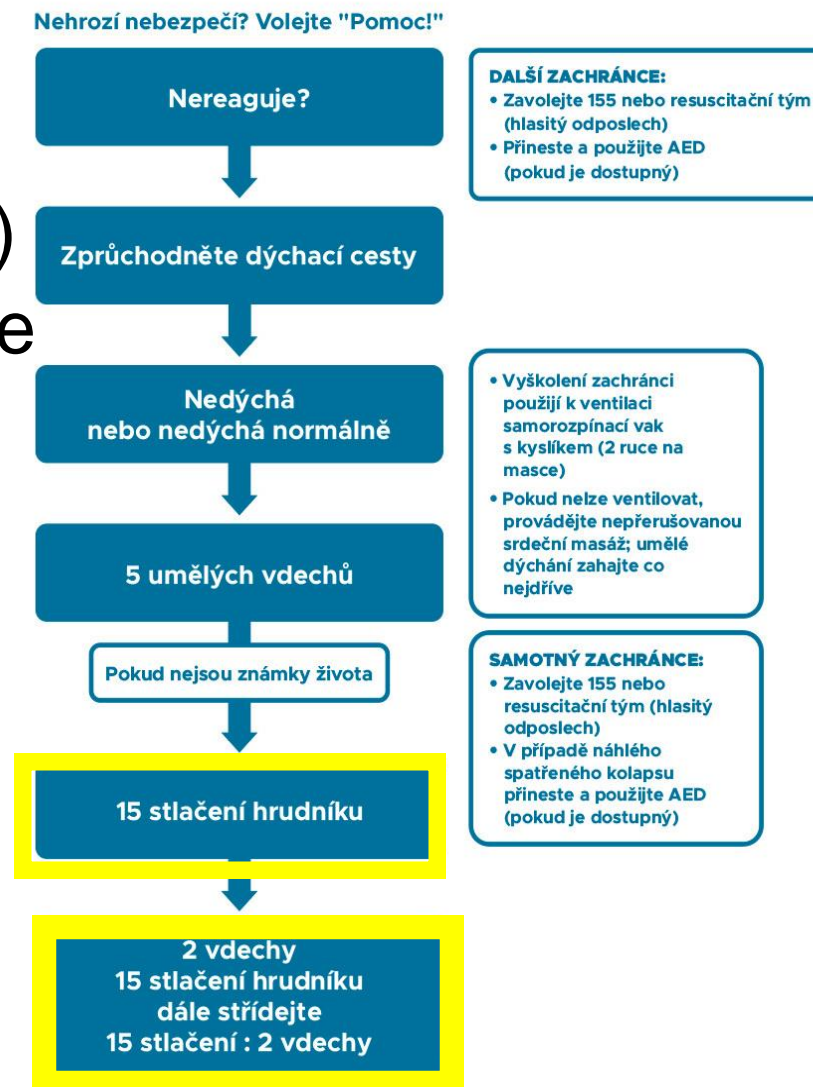 Nehrozí nebezpečí? Volejte "Pomoc!"
Nereaguje?
DALŠÍ ZACHRÁNCE:
• Zavolejte 155 nebo resuscitační tým
(hlasitý odposlech)
• Přineste a použijte AED
(pokud je dostupný)
)
e
Zprůchodněte dýchací cesty
Nedýchá
nebo nedýchá normálně
• Vyškolení zachránci
použijí k ventilaci
samorozpínací vak
s kyslíkem (2 ruce na
masce)
• Pokud nelze ventilovat,
provádějte nepřerušovanou
srdeční masáž; umělé
dýchání zahajte co
nejdříve
5 umělých vdechů
Pokud nejsou známky života
SAMOTNÝ ZACHRÁNCE:
• Zavolejte 155 nebo
resuscitační tým (hlasitý
odposlech)
• V případě náhlého
spatřeného kolapsu
přineste a použijte AED
(pokud je dostupný)
15 stlačení hrudníku
2 vdechy
15 stlačení hrudníku
dále střídejte
15 stlačení : 2 vdechy